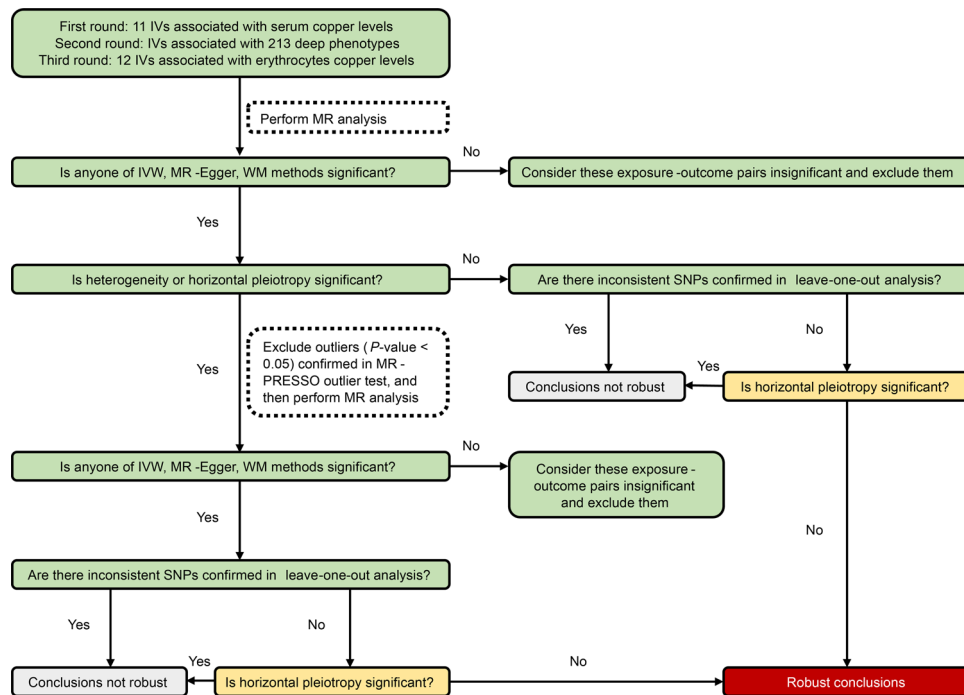 First round: 11 IVs associated with serum copper levels
Second round: IVs associated with 213 deep phenotypes
Third round: 12 IVs associated with erythrocytes copper levels
Perform MR analysis
Is anyone of IVW, MR -Egger, WM methods significant?
No
Consider these exposure -outcome pairs insignificant and exclude them
Yes
Is heterogeneity or horizontal pleiotropy significant?
No
Are there inconsistent SNPs confirmed in leave-one-out analysis?
Yes
Exclude outliers ( P-value <
0.05) confirmed in MR -
PRESSO outlier test, and
then perform MR analysis
Yes
No
Conclusions not robust
Yes
Is horizontal pleiotropy significant?
Is anyone of IVW, MR -Egger, WM methods significant?
No
Consider these exposure -
outcome pairs insignificant
and exclude them
Yes
No
Are there inconsistent SNPs confirmed in leave-one-out analysis?
Yes
No
Conclusions not robust
Yes
Is horizontal pleiotropy significant?
No
Robust conclusions